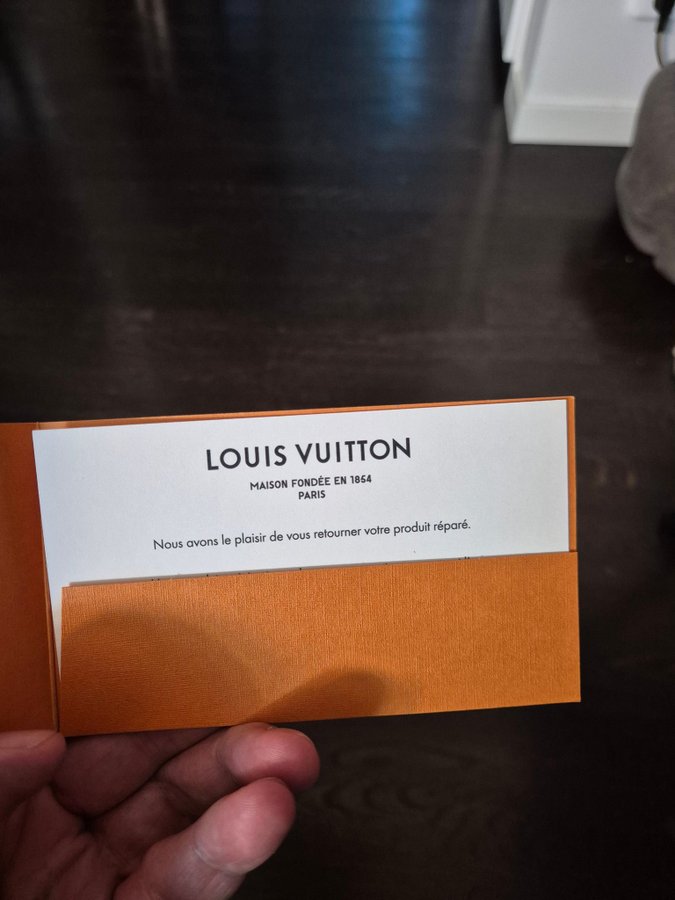 LOUIS VUITTON
MAISON FONDÉE EN 1854
PARIS
Nous avons le plaisir de vous retourner votre produit réparé.